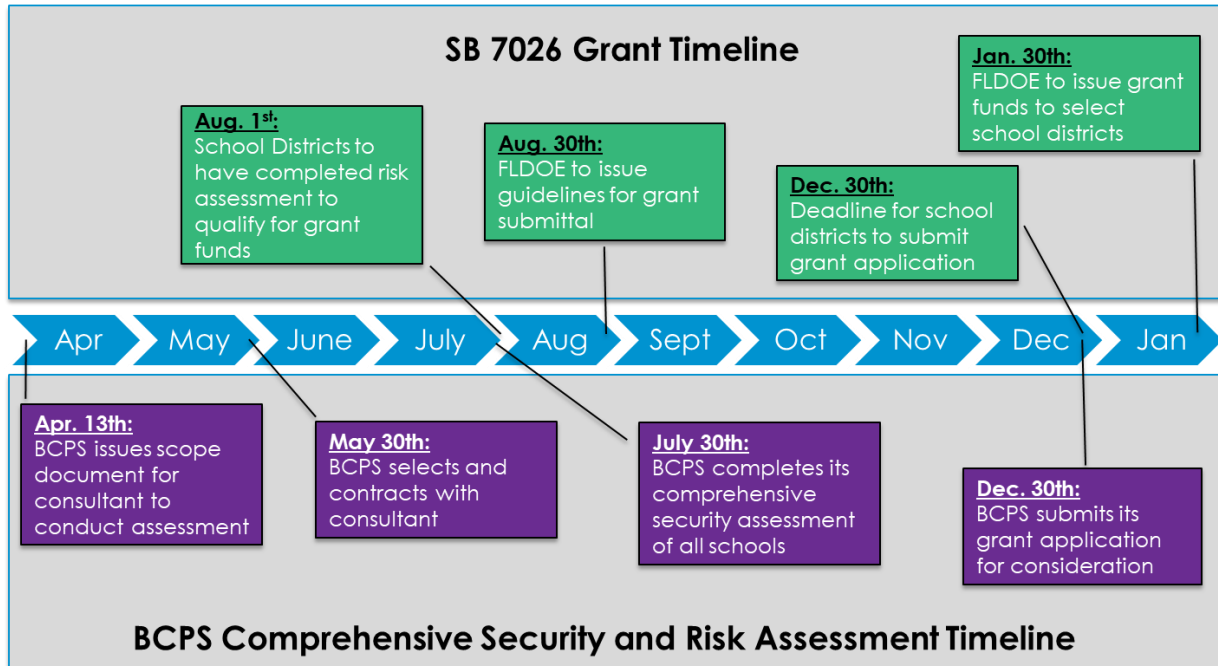 SB 7026 Grant Timeline
Jan. 30th:
FLDOE to issue grant
funds to select
school districts
Aug. 1st:
School Districts to
have completed risk
assessment to
qualify for grant
funds
Aug. 30th:
FLDOE to issue
guidelines for grant
submittal
Dec. 30th:
Deadline for school
districts to submit
grant application
Apr
May
June
July
Aug
Sept
Oct
Nov
Dec
Jan
Apr. 13th:
BCPS issues scope
document for
consultant to
conduct assessment
May 30th:
BCPS selects and
contracts with
consultant
July 30th:
BCPS completes its
comprehensive
security assessment
of all schools
Dec. 30th:
BCPS submits its
grant application
for consideration
BCPS Comprehensive Security and Risk Assessment Timeline